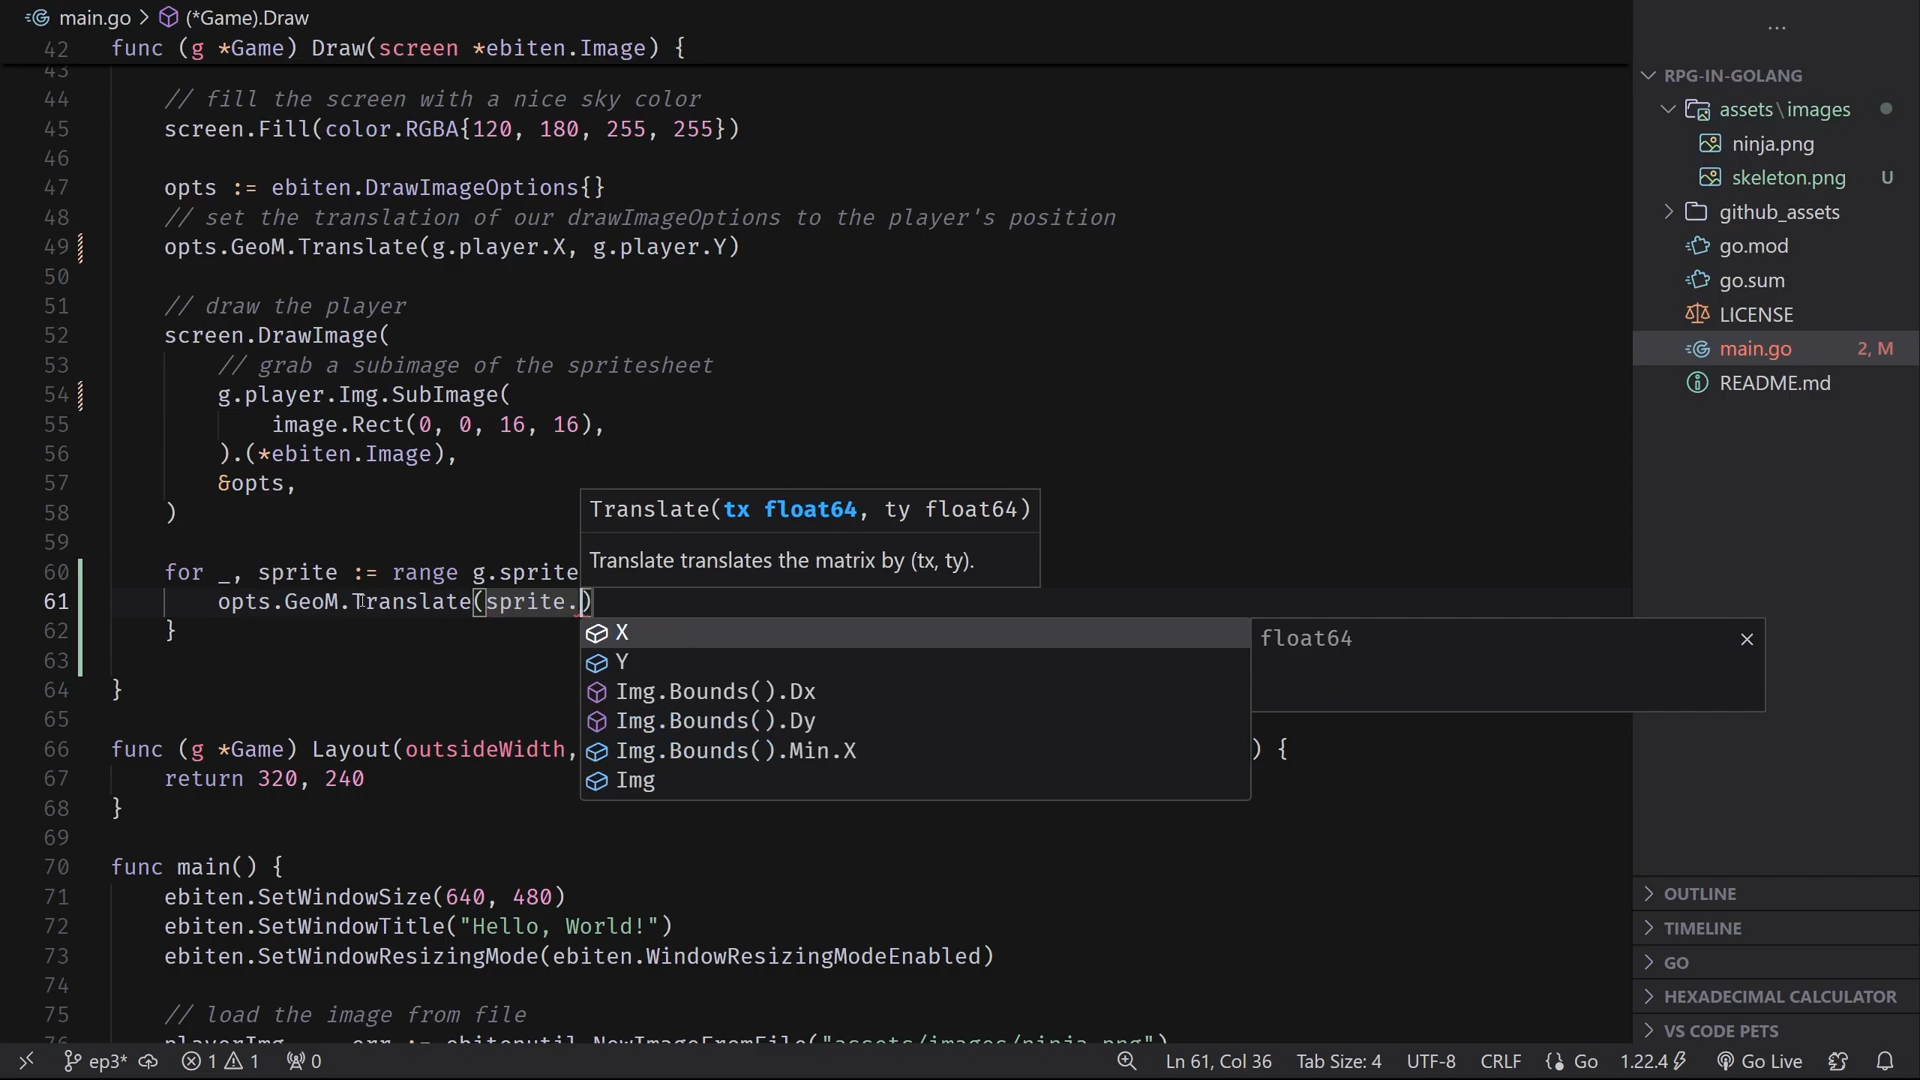 main.go > (*Game).Draw
42 func (g *Game) Draw(screen *ebiten.Image) {
43
44 // fill the screen with a nice sky color
45 screen.Fill(color.RGBA{120, 180, 255, 255})
46
47 opts := ebiten.DrawImageOptions{}
48 // set the translation of our drawImageOptions to the player's position
49 opts.GeoM.Translate(g.player.X, g.player.Y)
50
51 // draw the player
52 screen.DrawImage(
53 // grab a subimage of the spritesheet
54 g.player.Img.SubImage(
55 image.Rect(0, 0, 16, 16),
56 ).(*ebiten.Image),
57 &opts,
58 )
59
60 for _, sprite := range g.sprite
61 opts.GeoM.Translate(sprite.)
62 }
63
64 }
65
66 func (g *Game) Layout(outsideWidth, ) {
67 return 320, 240
68 }
69
70 func main() {
71 ebiten.SetWindowSize(640, 480)
72 ebiten.SetWindowTitle("Hello, World!")
73 ebiten.SetWindowResizingMode(ebiten.WindowResizingModeEnabled)
74
75 // load the image from file
76 playerImg, _, err := ebitenutil.NewImageFromFile("assets/images/ninja.png")
Translate(tx float64, ty float64)
Translate translates the matrix by (tx, ty).
X
Y
Img.Bounds().Dx
Img.Bounds().Dy
Img.Bounds().Min.X
Img
float64
...
RPG-IN-GOLANG
assets\images
ninja.png
skeleton.png U
github_assets
go.mod
go.sum
LICENSE
main.go 2, M
README.md
OUTLINE
TIMELINE
GO
HEXADECIMAL CALCULATOR
VS CODE PETS
ep3* 1 1 0 Ln 61, Col 36 Tab Size: 4 UTF-8 CRLF Go 1.22.4 Go Live